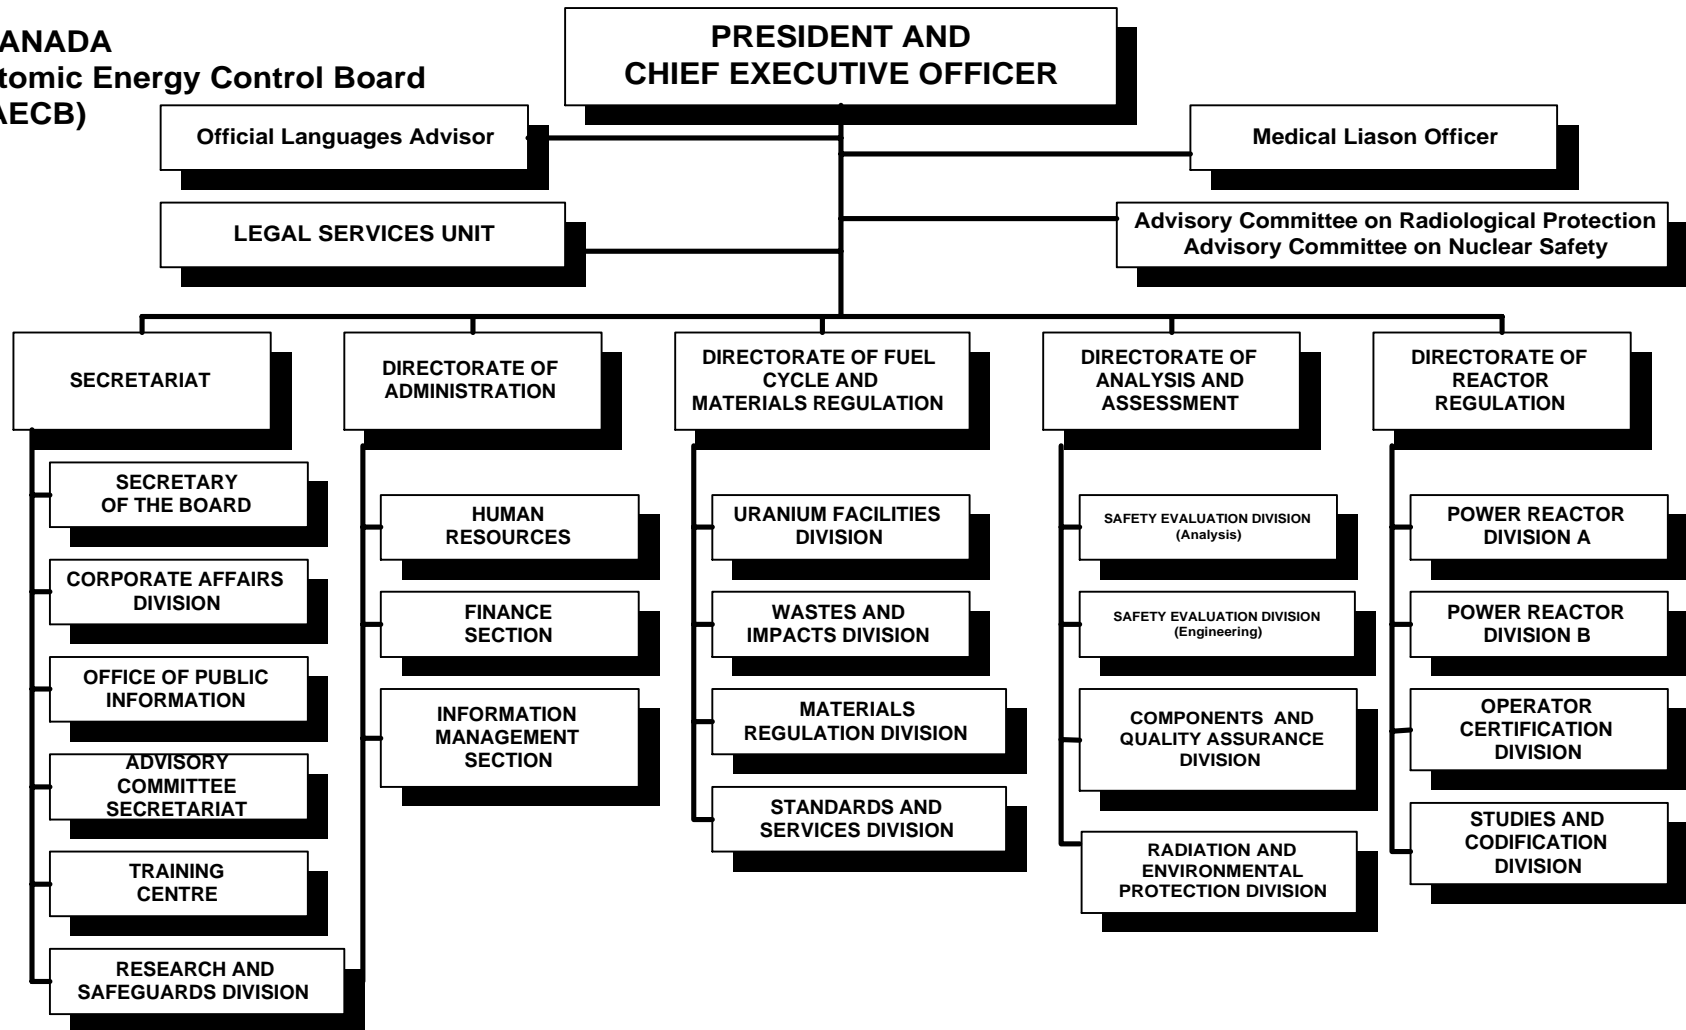 ANADA
tomic Energy Control Board
AECB)
PRESIDENT AND
CHIEF EXECUTIVE OFFICER
Official Languages Advisor
Medical Liason Officer
LEGAL SERVICES UNIT
Advisory Committee on Radiological Protection
Advisory Committee on Nuclear Safety
SECRETARIAT
DIRECTORATE OF
ADMINISTRATION
DIRECTORATE OF FUEL
CYCLE AND
MATERIALS REGULATION
DIRECTORATE OF
ANALYSIS AND
ASSESSMENT
DIRECTORATE OF
REACTOR
REGULATION
SECRETARY
OF THE BOARD
CORPORATE AFFAIRS
DIVISION
OFFICE OF PUBLIC
INFORMATION
ADVISORY
COMMITTEE
SECRETARIAT
TRAINING
CENTRE
RESEARCH AND
SAFEGUARDS DIVISION
HUMAN
RESOURCES
FINANCE
SECTION
INFORMATION
MANAGEMENT
SECTION
URANIUM FACILITIES
DIVISION
WASTES AND
IMPACTS DIVISION
MATERIALS
REGULATION DIVISION
STANDARDS AND
SERVICES DIVISION
SAFETY EVALUATION DIVISION
(Analysis)
SAFETY EVALUATION DIVISION
(Engineering)
COMPONENTS AND
QUALITY ASSURANCE
DIVISION
RADIATION AND
ENVIRONMENTAL
PROTECTION DIVISION
POWER REACTOR
DIVISION A
POWER REACTOR
DIVISION B
OPERATOR
CERTIFICATION
DIVISION
STUDIES AND
CODIFICATION
DIVISION